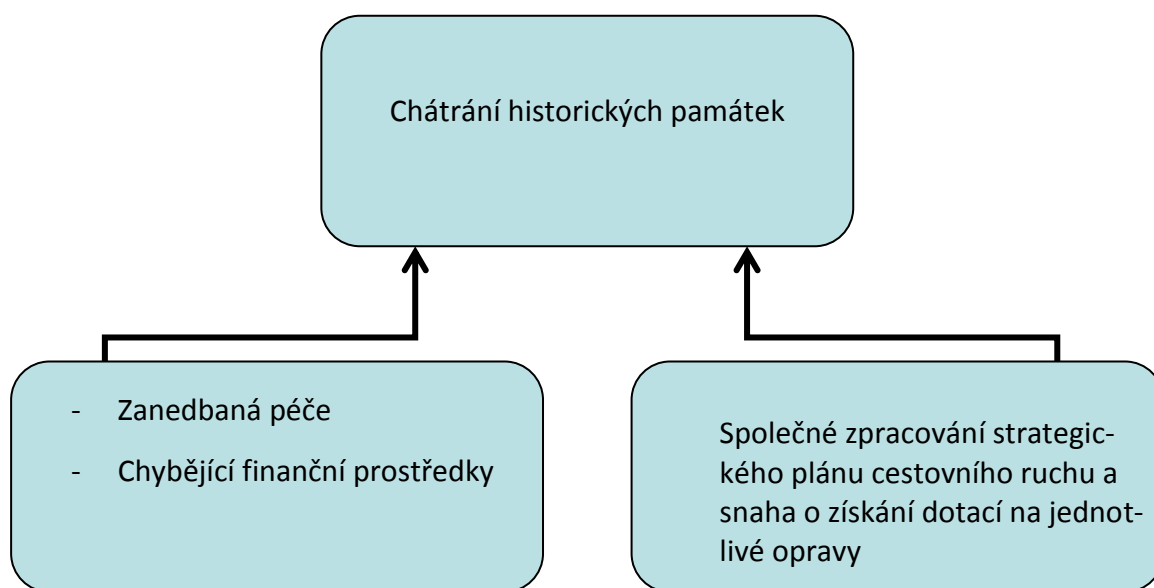 Chátrání historických památek
- Zanedbaná péče
- Chybějící finanční prostředky
Společné zpracování strategic-
kého plánu cestovního ruchu a
snaha o získání dotací na jednot-
livé opravy